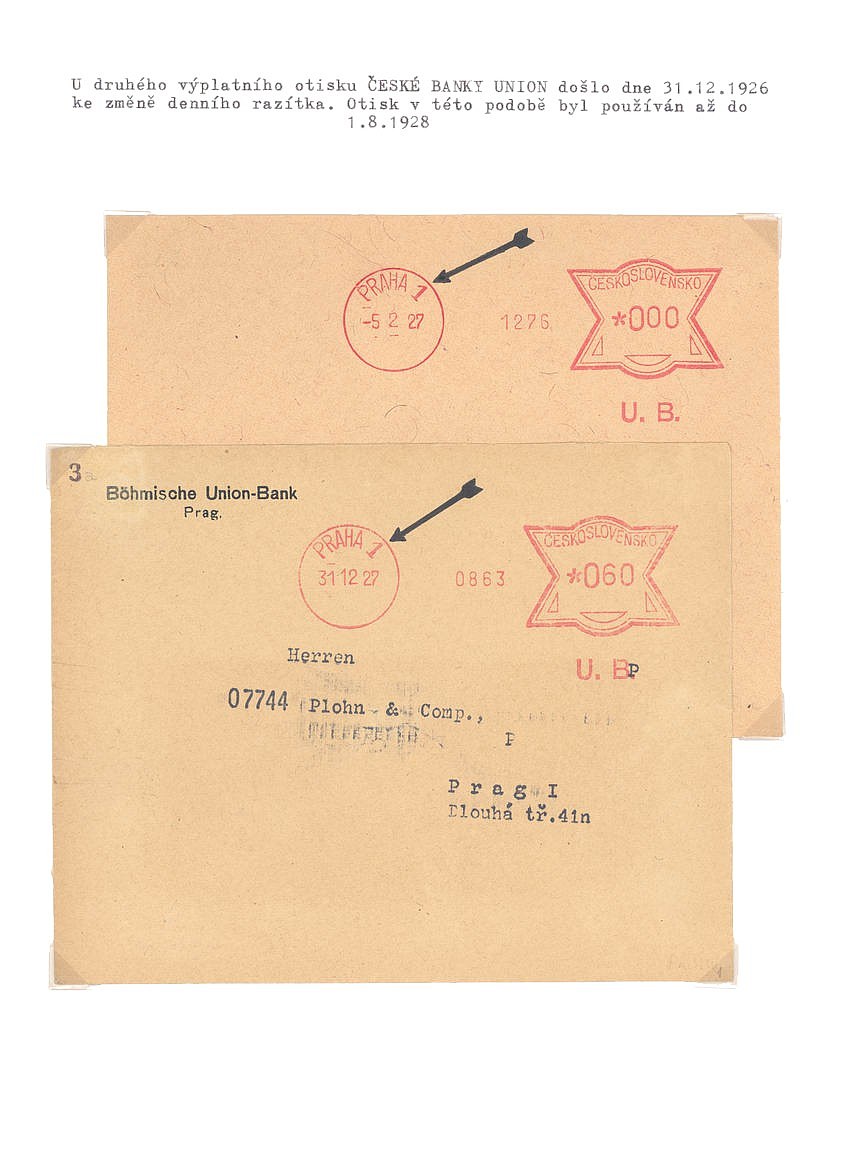 U druhého výplatního otisku ČESKÉ BANKY UNION došlo dne 31.12.1926
ke změně denního razítka. Otisk v této podobě byl používán až do
1.8.1928
PRAHA 1
-5 2 27
1276
ČESKOSLOVENSKO
*000
U. B.
3
Böhmische Union-Bank
Prag.
PRAHA 1
31 12 27
0863
ČESKOSLOVENSKO
*060
U. B.
P
Herren
07744 Plohn & Comp.,
P
Prag I
Dlouhá tř.41n